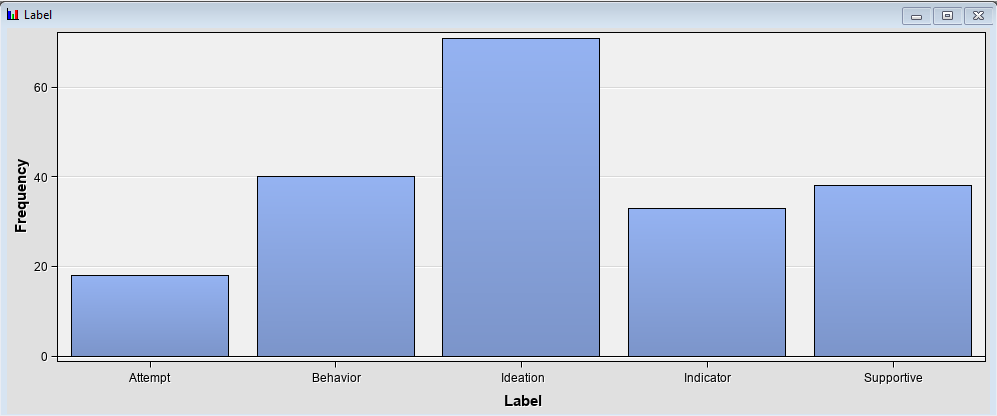 Label
60
40
20
0
Frequency
Attempt Behavior Ideation Indicator Supportive
Label